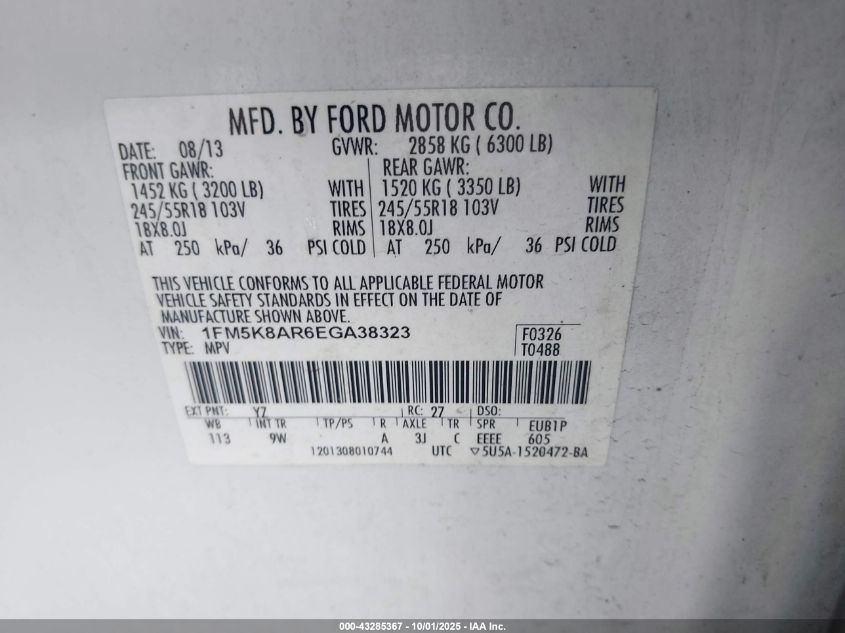 MFD. BY FORD MOTOR CO.
DATE: 08/13 GVWR: 2858 KG ( 6300 LB)
FRONT GAWR: REAR GAWR:
1452 KG ( 3200 LB) WITH 1520 KG ( 3350 LB) WITH
245/55R18 103V TIRES 245/55R18 103V TIRES
18X8.0J RIMS 18X8.0J RIMS
AT 250 kPa/ 36 PSI COLD AT 250 kPa/ 36 PSI COLD
THIS VEHICLE CONFORMS TO ALL APPLICABLE FEDERAL MOTOR
VEHICLE SAFETY STANDARDS IN EFFECT ON THE DATE OF
MANUFACTURE SHOWN ABOVE.
VIN: 1FM5K8AR6EGA38323 F0326
TYPE: MPV T0488
EXT PNT: Y7 RC: 27 DSO:
WB INT TR TP/PS R AXLE TR SPR EUB1P
113 9W A 3J C EEEE 605
1201308010744 UTC ▽5U5A-1520472-BA
000-43285367 - 10/01/2025 - IAA Inc.